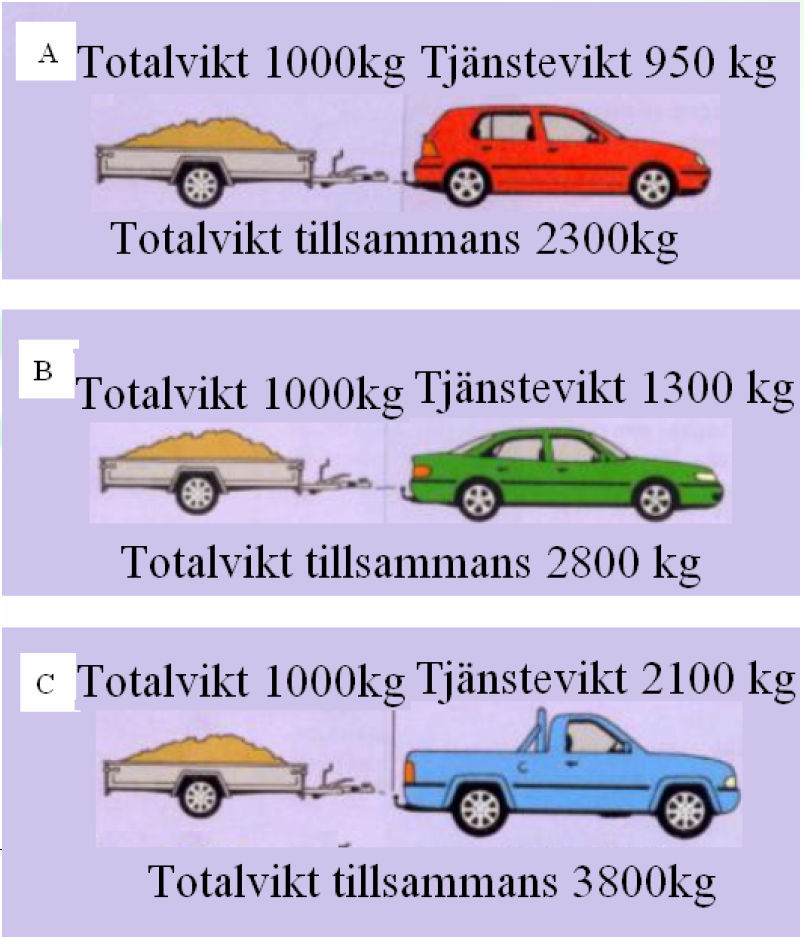 A Totalvikt 1000kg Tjänstevikt 950 kg
Totalvikt tillsammans 2300kg
B Totalvikt 1000kg Tjänstevikt 1300 kg
Totalvikt tillsammans 2800 kg
C Totalvikt 1000kg Tjänstevikt 2100 kg
Totalvikt tillsammans 3800kg